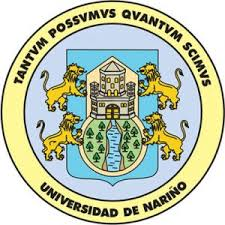 TANTVM POSSVMVS QVANTVM SCIMVS
UNIVERSIDAD DE NARIÑO